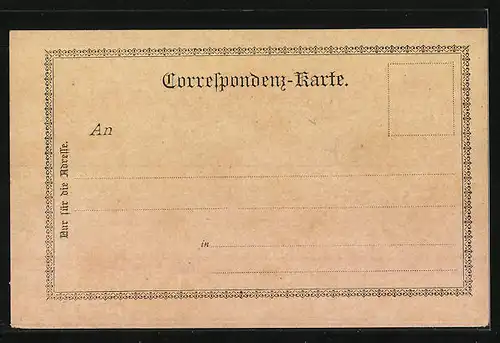 Correſpondenz-Karte.
An
Nur für die Adreſſe.
in